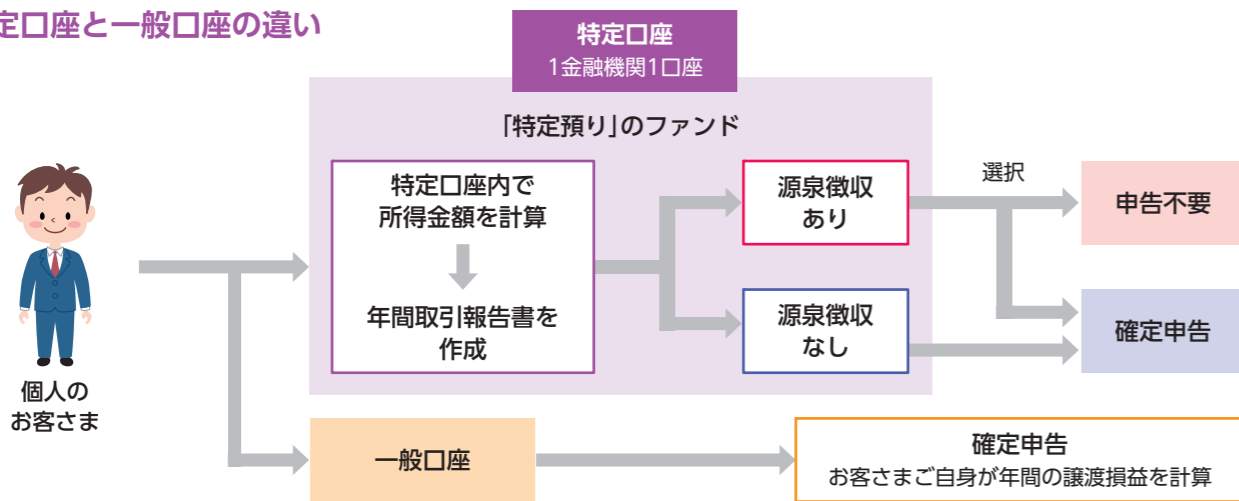 定口座と一般口座の違い
特定口座
1金融機関1口座
「特定預り」のファンド
特定口座内で
所得金額を計算
年間取引報告書を
作成
源泉徴収
あり
源泉徴収
なし
選択
申告不要
確定申告
個人の
お客さま
一般口座
確定申告
お客さまご自身が年間の譲渡損益を計算